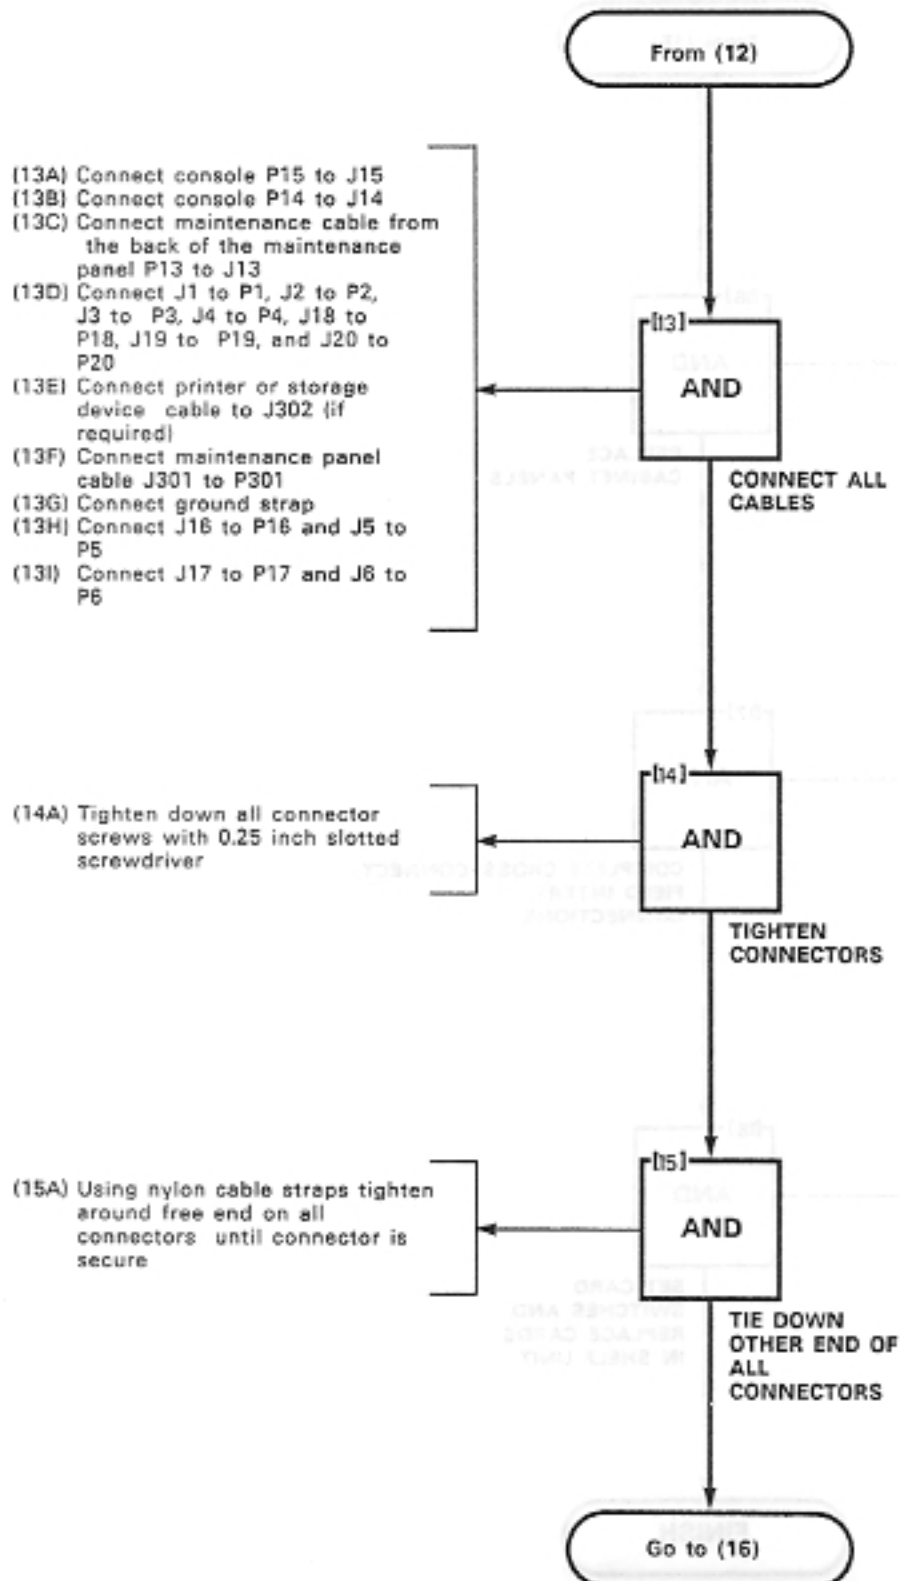 From (12)
(13A) Connect console P15 to J15
(13B) Connect console P14 to J14
(13C) Connect maintenance cable from
the back of the maintenance
panel P13 to J13
(13D) Connect J1 to P1, J2 to P2,
J3 to P3, J4 to P4, J18 to
P18, J19 to P19, and J20 to
P20
(13E) Connect printer or storage
device cable to J302 (if
required)
(13F) Connect maintenance panel
cable J301 to P301
(13G) Connect ground strap
(13H) Connect J16 to P16 and J5 to
P5
(13I) Connect J17 to P17 and J6 to
P6
[13]
AND
CONNECT ALL
CABLES
(14A) Tighten down all connector
screws with 0.25 inch slotted
screwdriver
[14]
AND
TIGHTEN
CONNECTORS
(15A) Using nylon cable straps tighten
around free end on all
connectors until connector is
secure
[15]
AND
TIE DOWN
OTHER END OF
ALL
CONNECTORS
Go to (16)